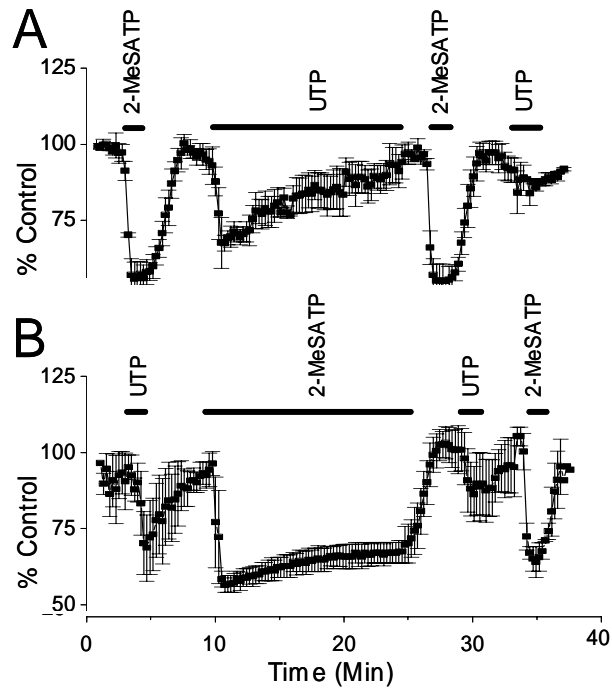 A
2-MeSATP
UTP
2-MeSATP
UTP
125
100
75
% Control
B
UTP
2-MeSATP
UTP
2-MeSATP
125
100
75
50
% Control
0 10 20 30 40
Time (Min)